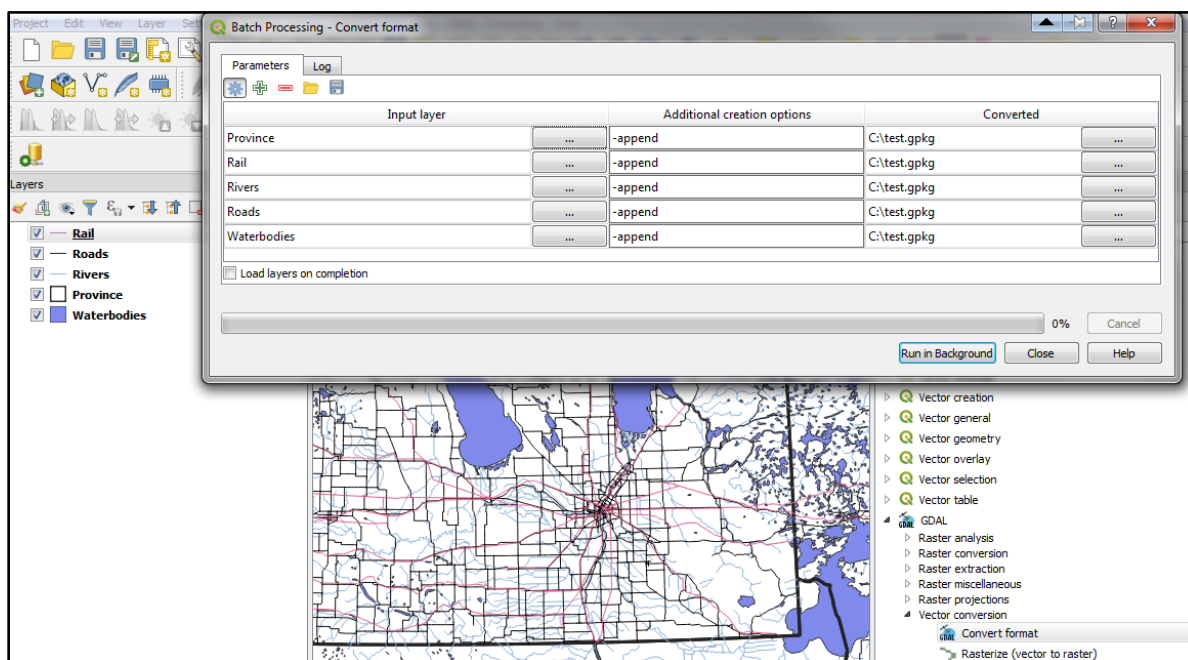 Project Edit View Layer Set
Batch Processing - Convert format
?
X
Parameters Log
Input layer Additional creation options Converted
Province ... -append C:\test.gpkg ...
Rail ... -append C:\test.gpkg ...
Rivers ... -append C:\test.gpkg ...
Roads ... -append C:\test.gpkg ...
Waterbodies ... -append C:\test.gpkg ...
Load layers on completion
0% Cancel
Run in Background Close Help
Layers
Rail
Roads
Rivers
Province
Waterbodies
Vector creation
Vector general
Vector geometry
Vector overlay
Vector selection
Vector table
GDAL
Raster analysis
Raster conversion
Raster extraction
Raster miscellaneous
Raster projections
Vector conversion
Convert format
Rasterize (vector to raster)